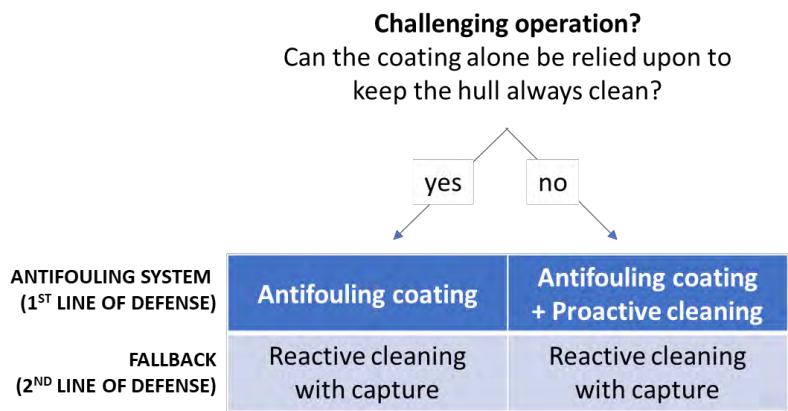 Challenging operation?
Can the coating alone be relied upon to
keep the hull always clean?
yes
no
ANTIFOULING SYSTEM
(1ST LINE OF DEFENSE)
Antifouling coating
Antifouling coating
+ Proactive cleaning
FALLBACK
(2ND LINE OF DEFENSE)
Reactive cleaning
with capture
Reactive cleaning
with capture